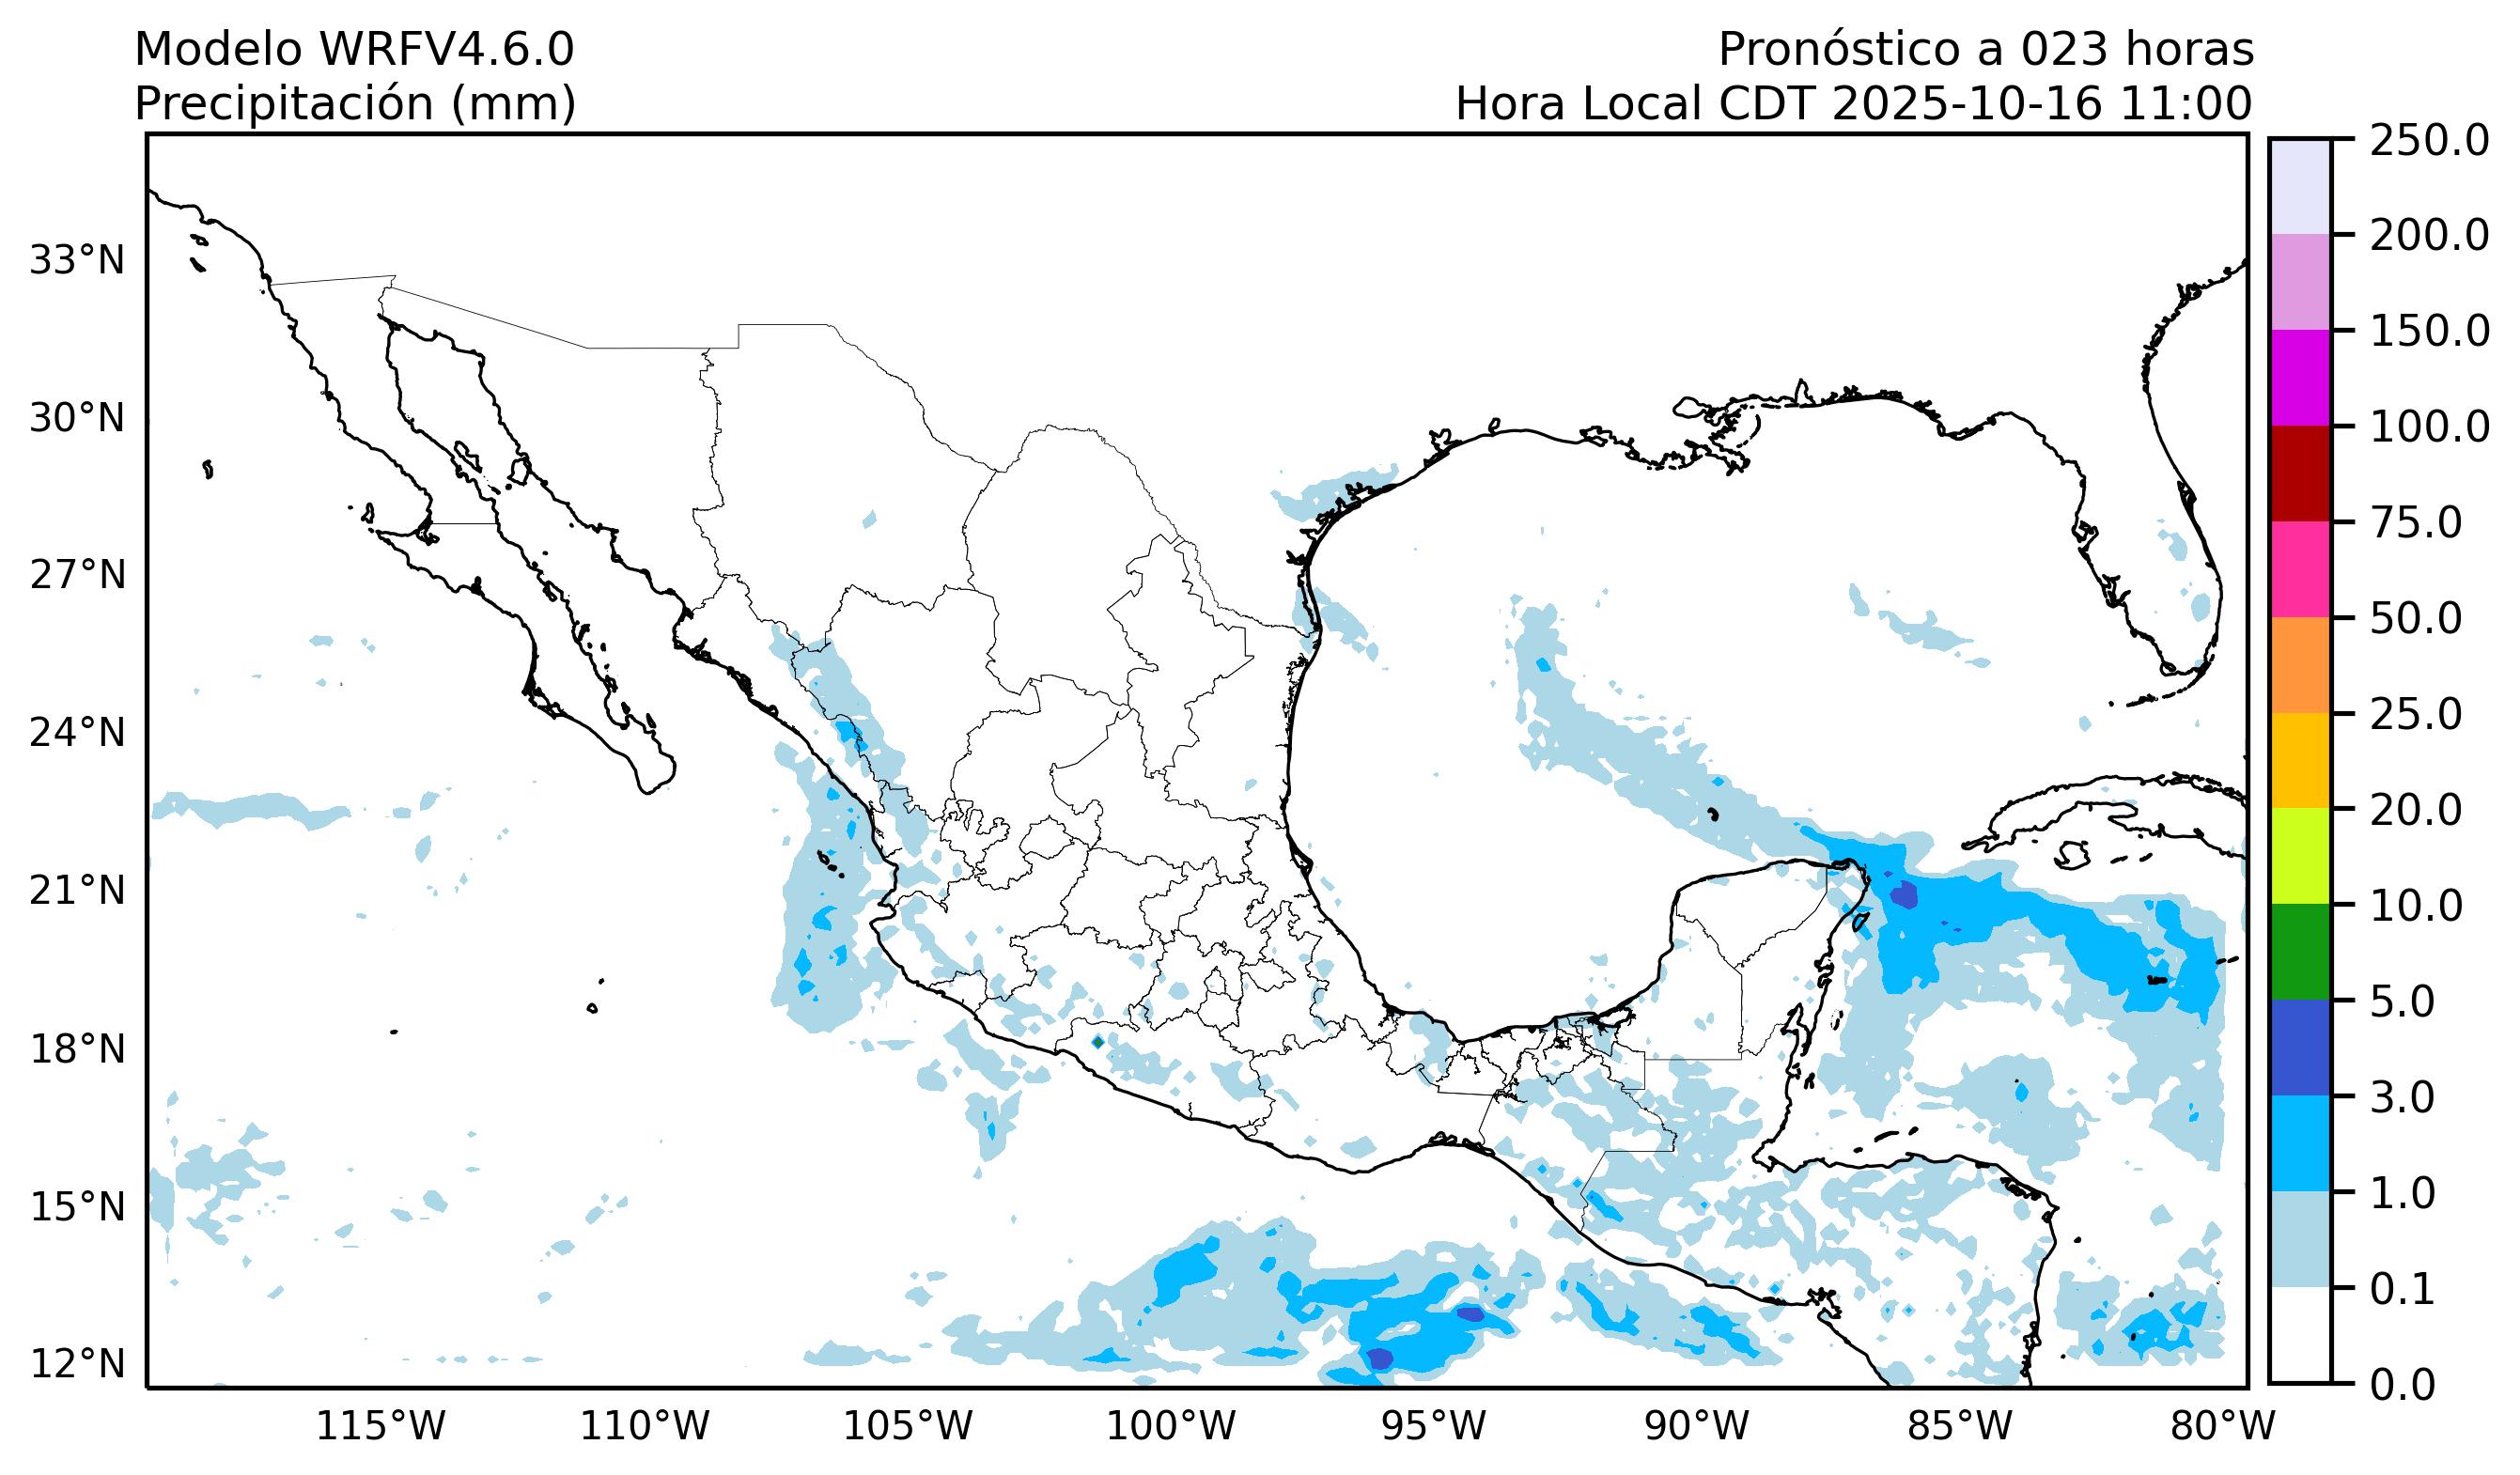 Modelo WRFV4.6.0
Precipitación (mm)
Pronóstico a 023 horas
Hora Local CDT 2025-10-16 11:00
33°N
30°N
27°N
24°N
21°N
18°N
15°N
12°N
115°W
110°W
105°W
100°W
95°W
90°W
85°W
80°W
250.0
200.0
150.0
100.0
75.0
50.0
25.0
20.0
10.0
5.0
3.0
1.0
0.1
0.0